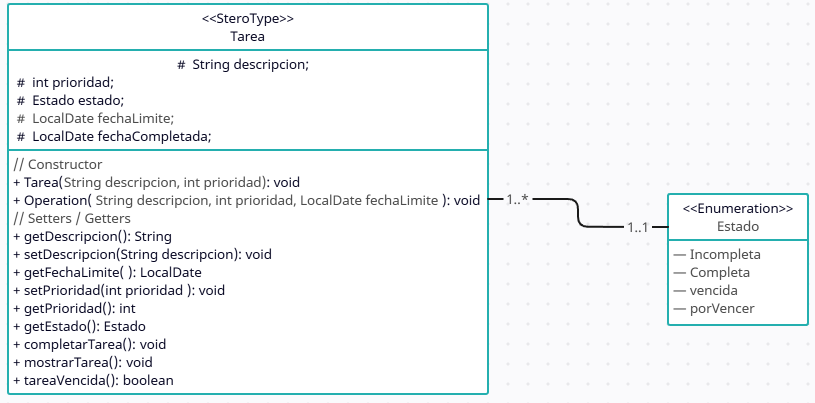 <<SteroType>>
Tarea
# String descripcion;
# int prioridad;
# Estado estado;
# LocalDate fechaLimite;
# LocalDate fechaCompletada;
// Constructor
+ Tarea(String descripcion, int prioridad): void
+ Operation( String descripcion, int prioridad, LocalDate fechaLimite ): void
// Setters / Getters
+ getDescripcion(): String
+ setDescripcion(String descripcion): void
+ getFechaLimite( ): LocalDate
+ setPrioridad(int prioridad ): void
+ getPrioridad(): int
+ getEstado(): Estado
+ completarTarea(): void
+ mostrarTarea(): void
+ tareaVencida(): boolean
1..*
1..1
<<Enumeration>>
Estado
— Incompleta
— Completa
— vencida
— porVencer